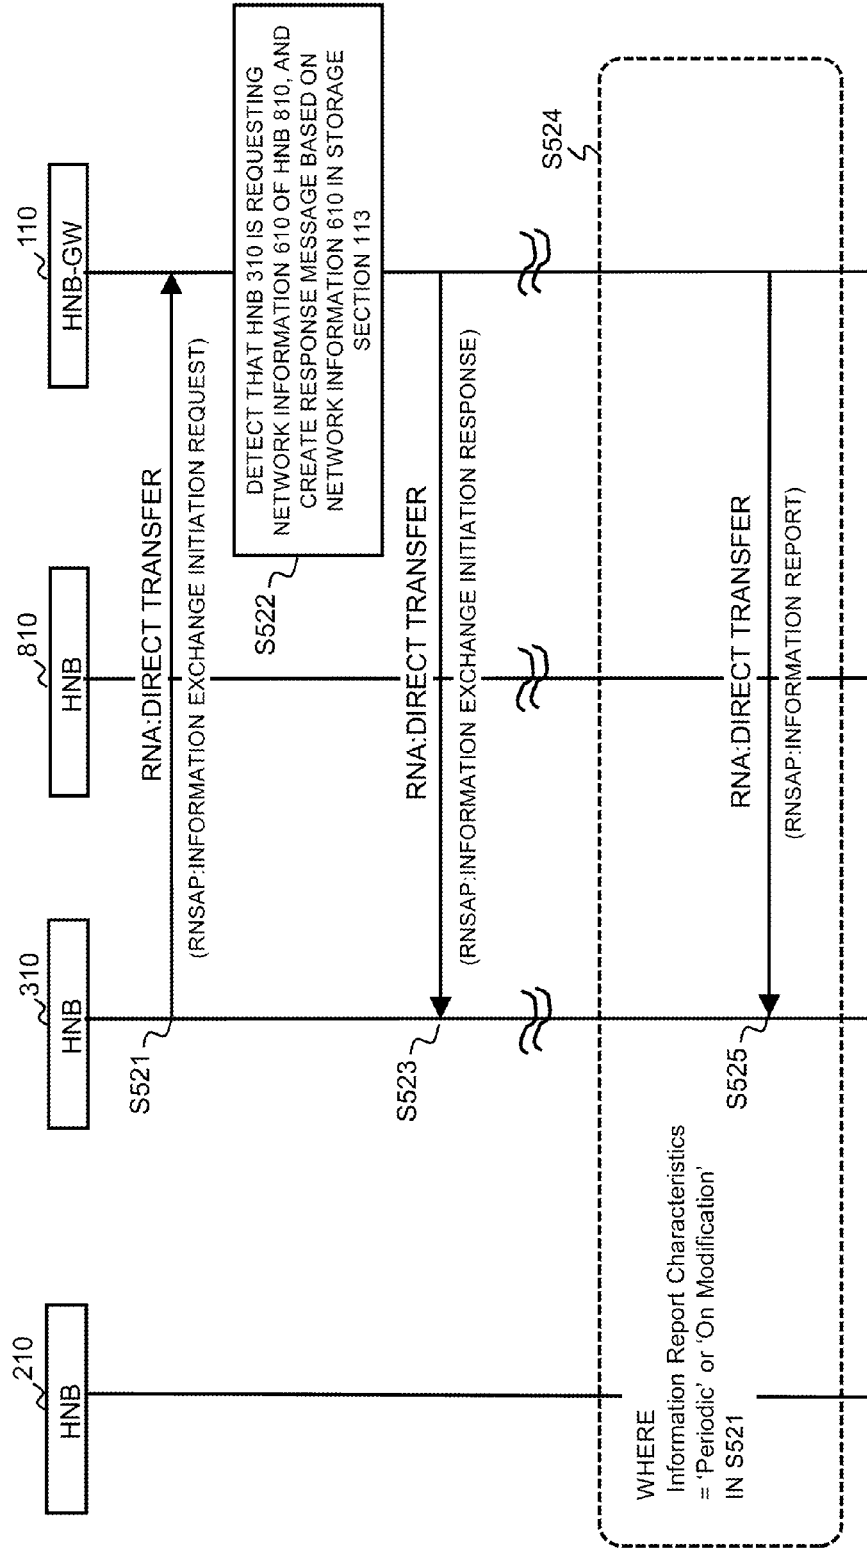 210
HNB
310
HNB
810
HNB
110
HNB-GW
S521
RNA:DIRECT TRANSFER
(RNSAP:INFORMATION EXCHANGE INITIATION REQUEST)
S522
DETECT THAT HNB 310 IS REQUESTING
NETWORK INFORMATION 610 OF HNB 810, AND
CREATE RESPONSE MESSAGE BASED ON
NETWORK INFORMATION 610 IN STORAGE
SECTION 113
S523
RNA:DIRECT TRANSFER
(RNSAP:INFORMATION EXCHANGE INITIATION RESPONSE)
S524
WHERE
Information Report Characteristics
= 'Periodic' or 'On Modification'
IN S521
S525
RNA:DIRECT TRANSFER
(RNSAP:INFORMATION REPORT)